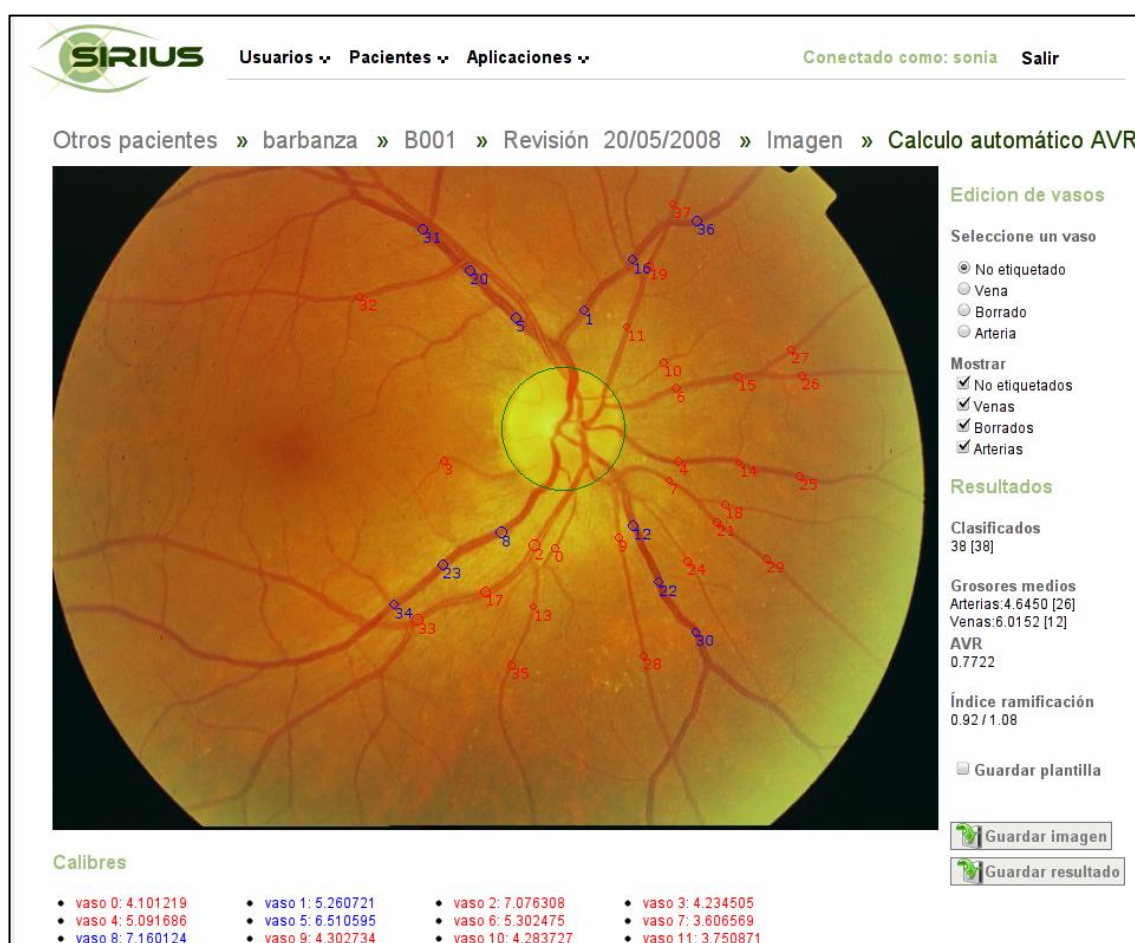 SIRIUS
Usuarios Pacientes Aplicaciones
Conectado como: sonia Salir
Otros pacientes » barbanza » B001 » Revisión 20/05/2008 » Imagen » Calculo automático AVR
37
36
31
16
19
20
32
1
5
11
27
10
15
26
6
3
4
14
25
7
18
21
12
8
9
2
0
24
29
23
22
17
34
13
33
30
28
35
Edicion de vasos
Seleccione un vaso
No etiquetado
Vena
Borrado
Arteria
Mostrar
No etiquetados
Venas
Borrados
Arterias
Resultados
Clasificados
38 [38]
Grosores medios
Arterias:4.6450 [26]
Venas:6.0152 [12]
AVR
0.7722
Índice ramificación
0.92 / 1.08
Guardar plantilla
Guardar imagen
Guardar resultado
Calibres
• vaso 0: 4.101219 • vaso 1: 5.260721 • vaso 2: 7.076308 • vaso 3: 4.234505
• vaso 4: 5.091686 • vaso 5: 6.510595 • vaso 6: 5.302475 • vaso 7: 3.606569
• vaso 8: 7.160124 • vaso 9: 4.302734 • vaso 10: 4.283727 • vaso 11: 3.750871